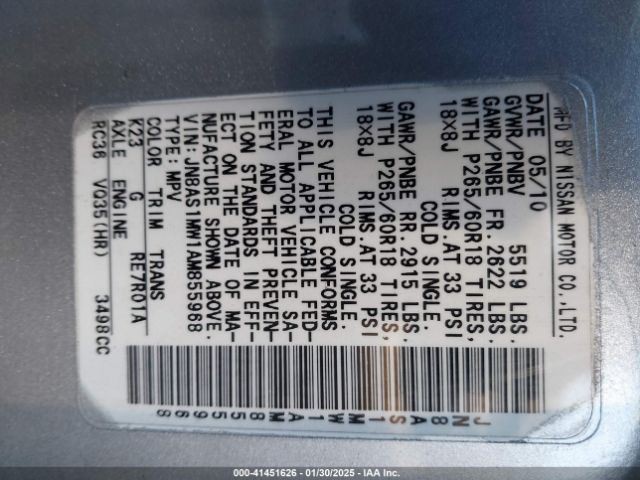 MFD BY NISSAN MOTOR CO.,LTD.
DATE 05/10
GVWR/PNBV 5519 LBS.
GAWR/PNBE FR. 2622 LBS.
WITH P265/60R18 TIRES,
18X8J RIMS.AT 33 PSI
COLD SINGLE.
GAWR/PNBE RR. 2915 LBS.
WITH P265/60R18 TIRES,
18X8J RIMS.AT 33 PSI
COLD SINGLE.
THIS VEHICLE CONFORMS
TO ALL APPLICABLE FED-
ERAL MOTOR VEHICLE SA-
FETY AND THEFT PREVEN-
TION STANDARDS IN EFF-
ECT ON THE DATE OF MA-
NUFACTURE SHOWN ABOVE.
VIN: JN8AS1MW1AM855968
TYPE: MPV
COLOR TRIM TRANS
K23 G RE7R01A
AXLE ENGINE
RC36 VQ35(HR) 3498CC
JN8AS1MW1AM855968
000-41451626 - 01/30/2025 - IAA Inc.